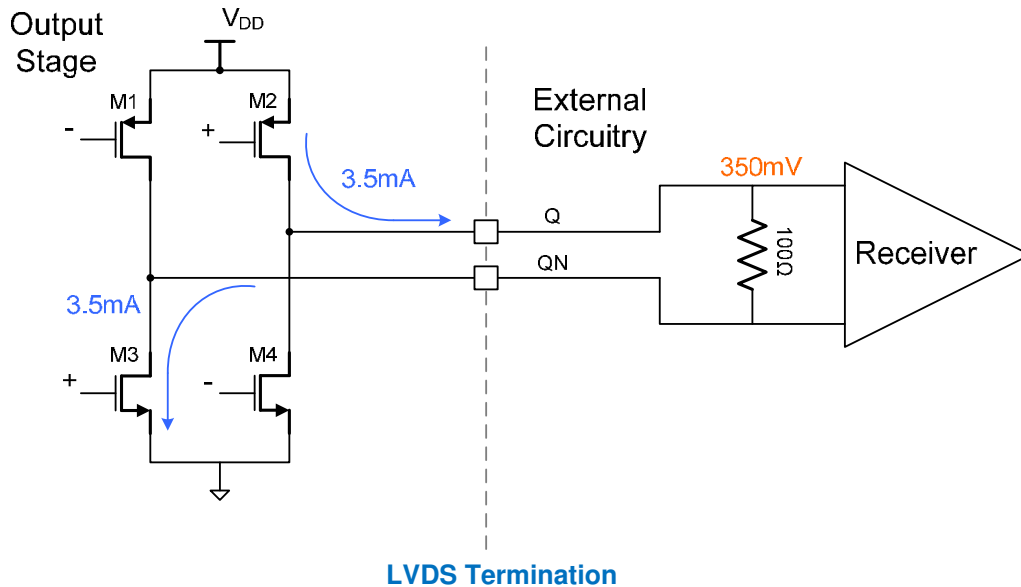 Output
Stage
VDD
M1
M2
-
+
3.5mA
External
Circuitry
350mV
Q
QN
100Ω
Receiver
3.5mA
M3
M4
+
-
LVDS Termination